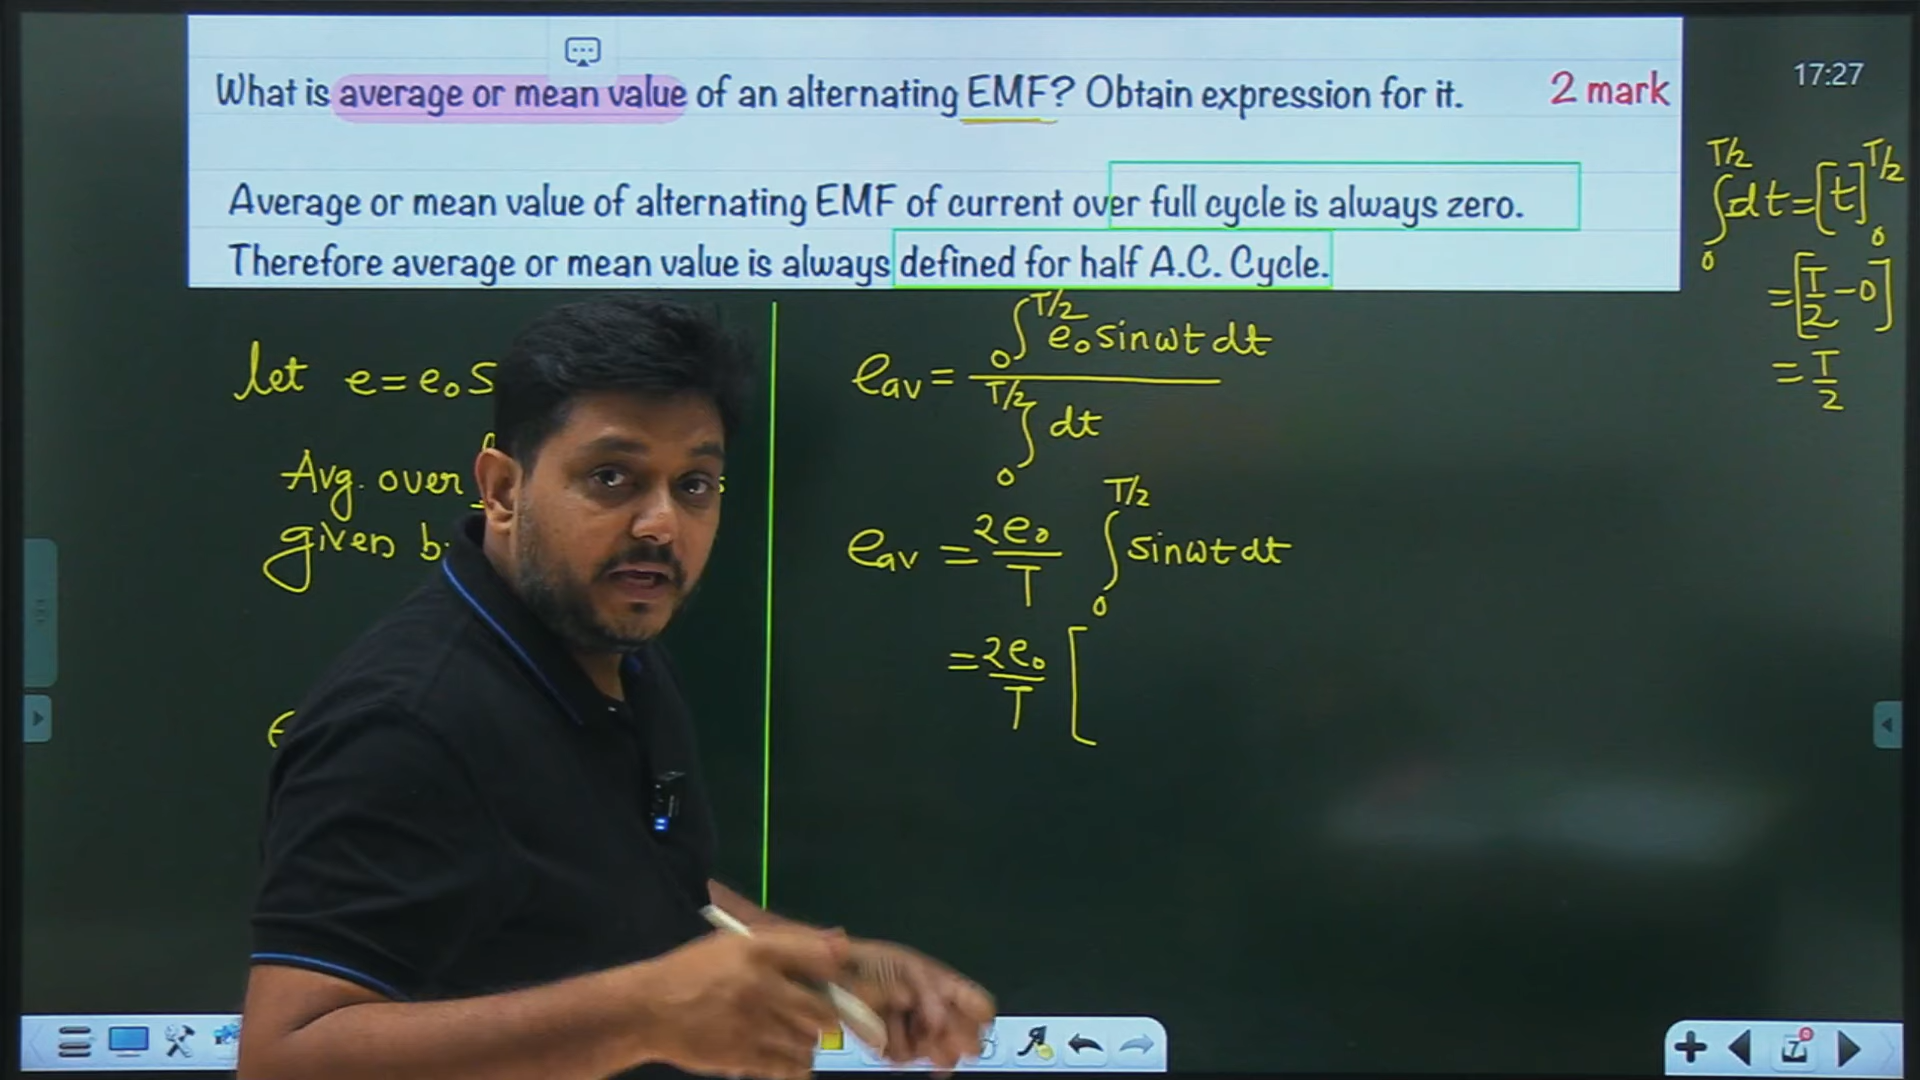 What is average or mean value of an alternating EMF? Obtain expression for it. 2 mark
17:27
Average or mean value of alternating EMF of current over full cycle is always zero.
Therefore average or mean value is always defined for half A.C. Cycle.
∫₀^{T/2} dt = [t]₀^{T/2}
= [T/2 - 0]
= T/2
let e = e₀ s
Avg. over
given b
e_av = ∫₀^{T/2} e₀ sinωt dt / ∫₀^{T/2} dt
e_av = 2e₀/T ∫₀^{T/2} sinωt dt
= 2e₀/T [
7